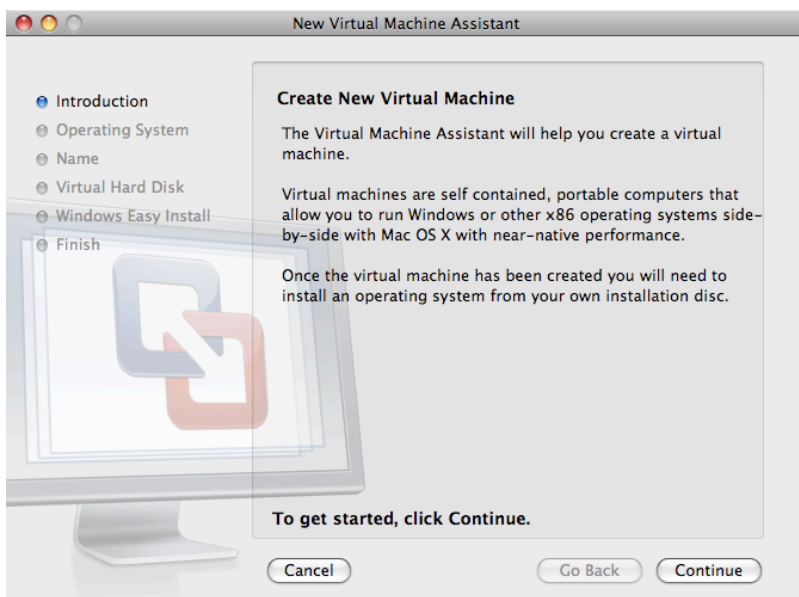 New Virtual Machine Assistant
Introduction
Operating System
Name
Virtual Hard Disk
Windows Easy Install
Finish
Create New Virtual Machine
The Virtual Machine Assistant will help you create a virtual
machine.
Virtual machines are self contained, portable computers that
allow you to run Windows or other x86 operating systems side-
by-side with Mac OS X with near-native performance.
Once the virtual machine has been created you will need to
install an operating system from your own installation disc.
To get started, click Continue.
Cancel
Go Back
Continue